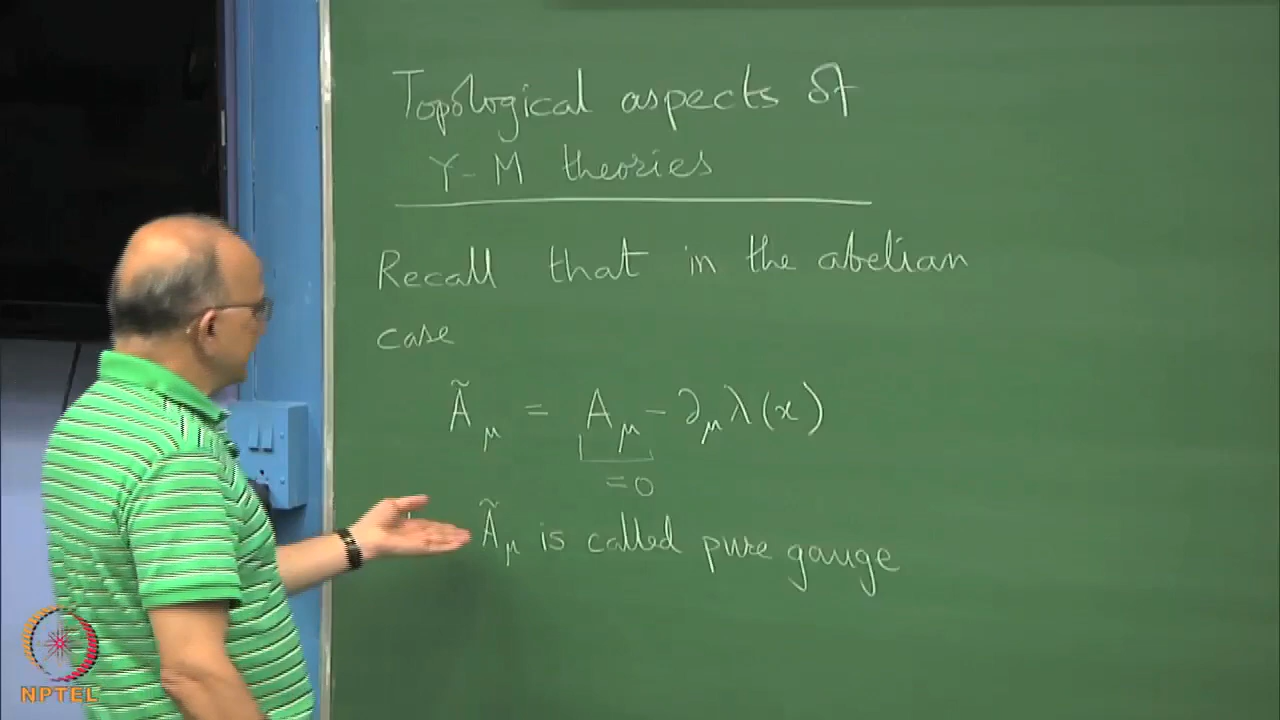 Topological aspects of
Y-M theories
Recall that in the abelian
case
Ã_μ = A_μ - ∂_μ λ(x)
= 0
Ã_μ is called pure gauge
NPTEL